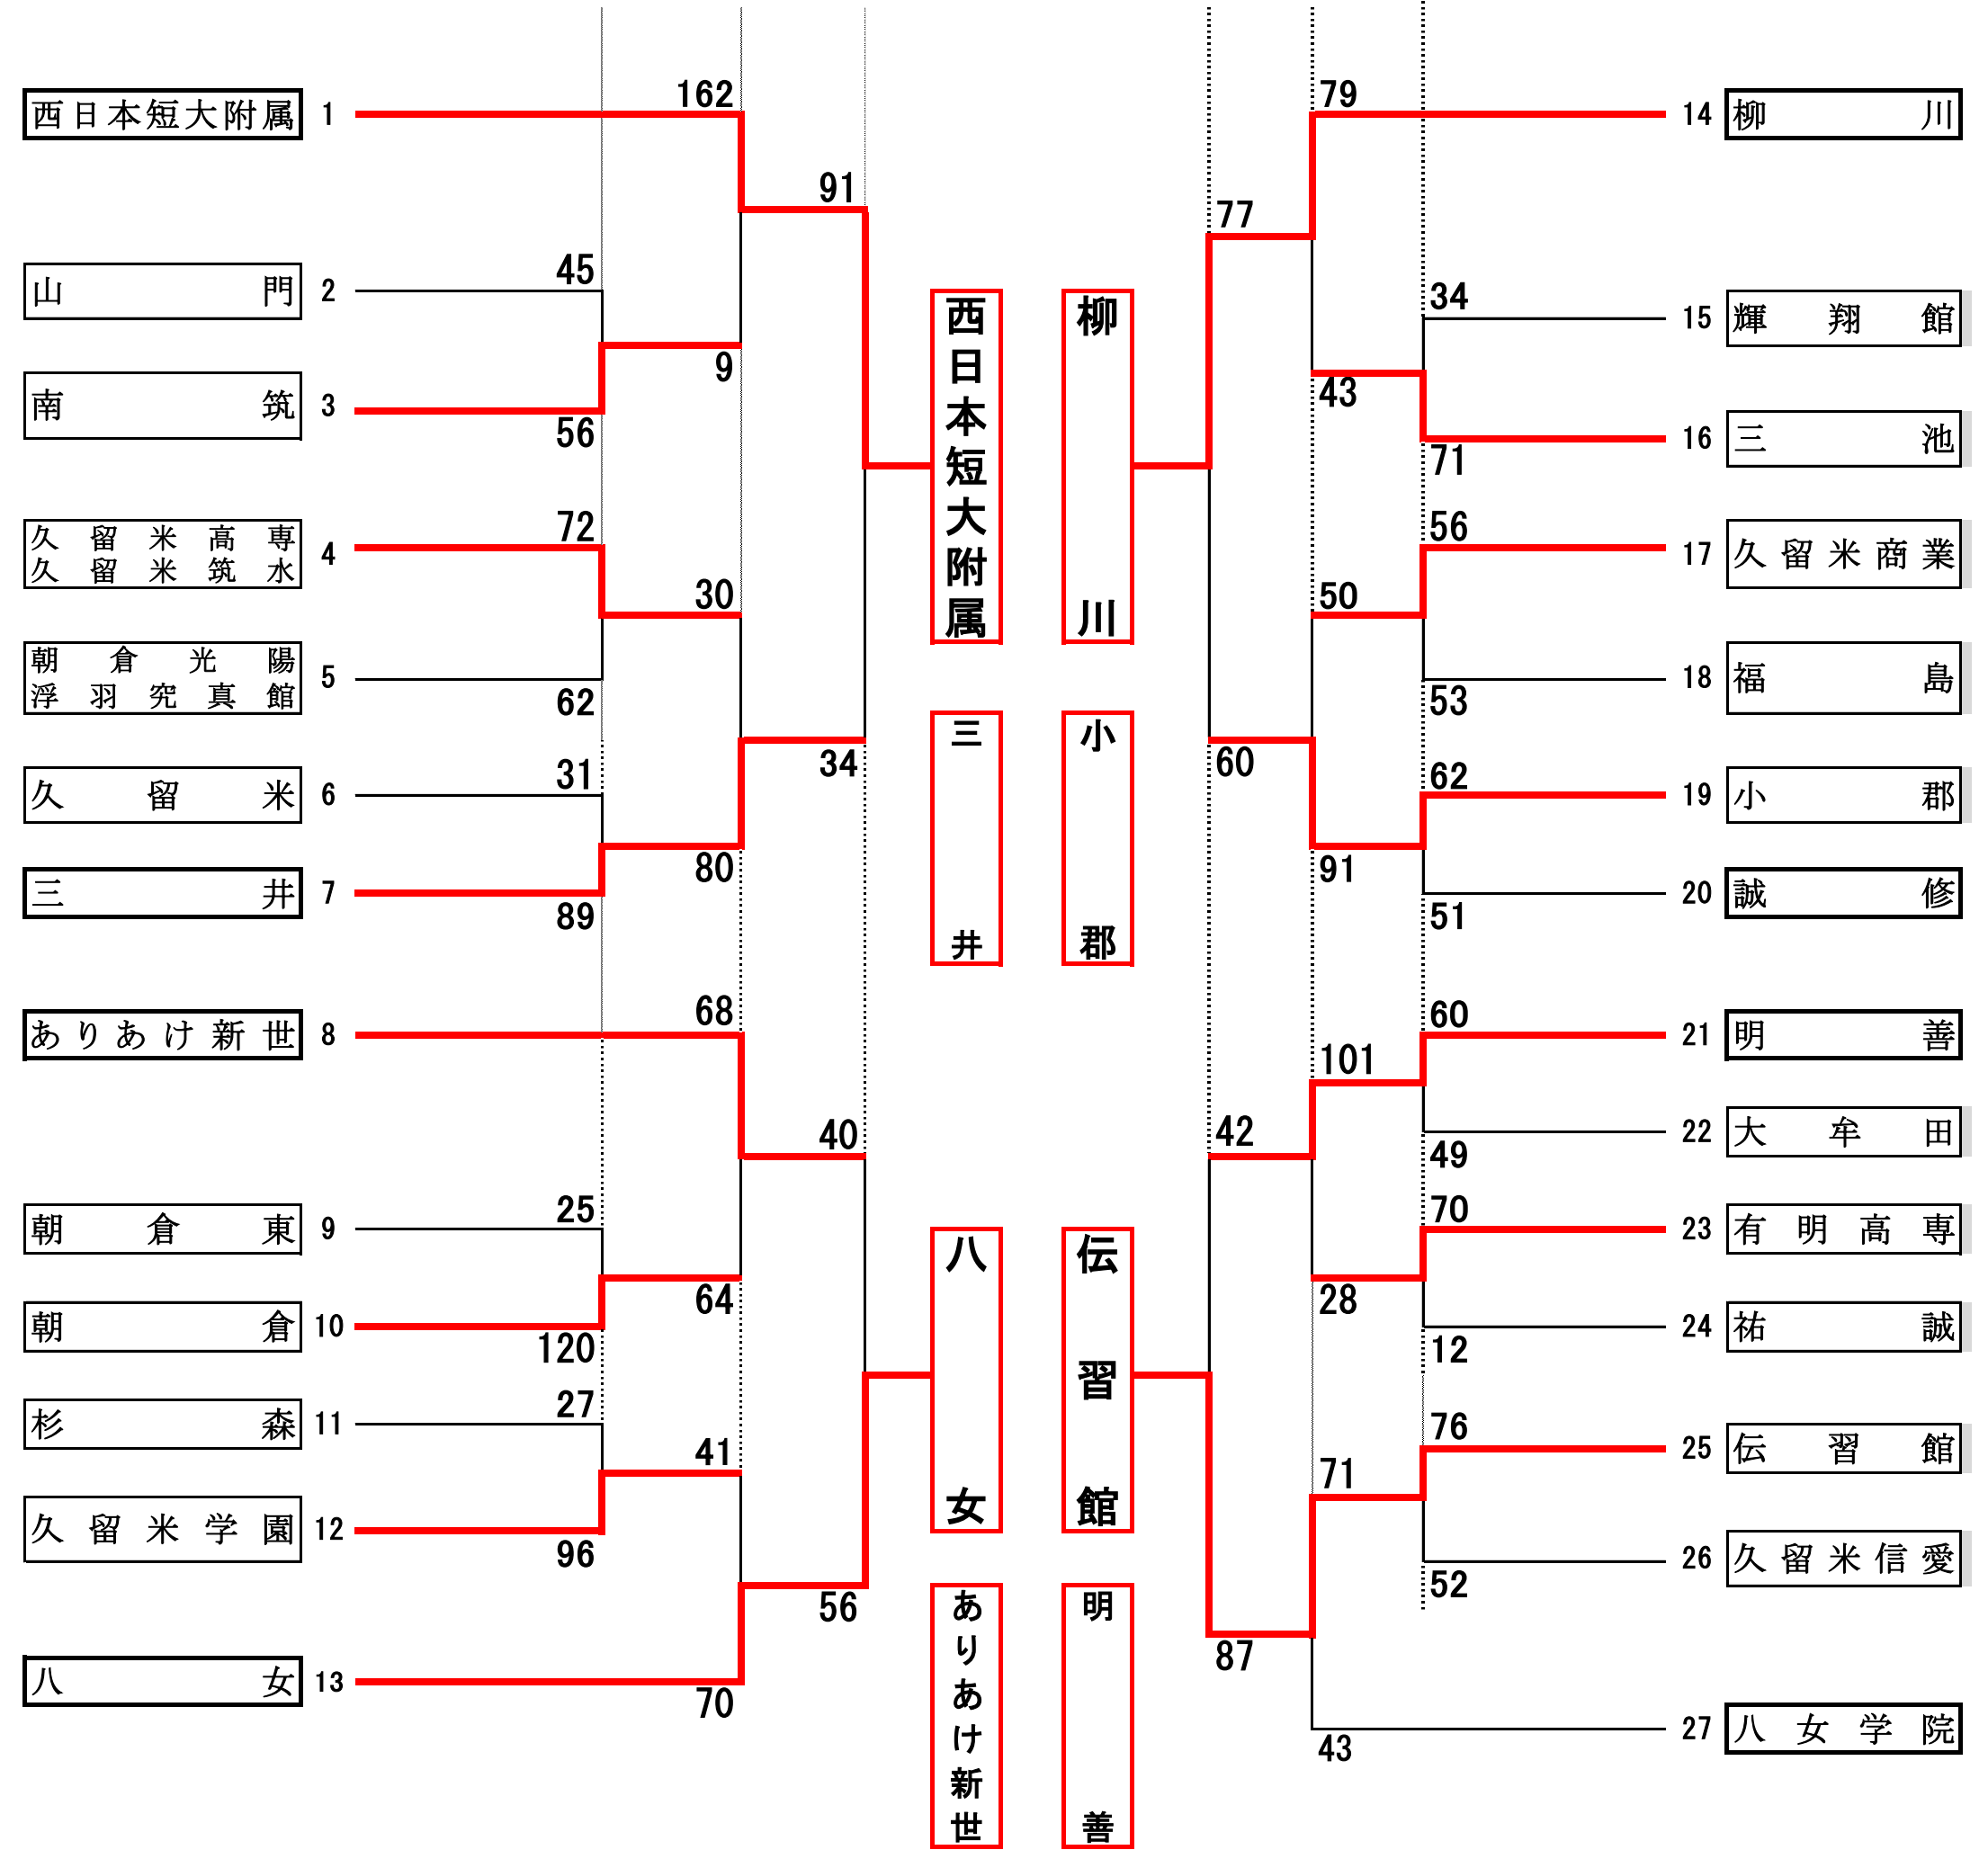 西日本短大附属 1
162
91
山門 2
45
9
南筑 3
56
久留米高専
久留米筑水
4
72
30
朝倉光陽
浮羽究真館
5
62
34
久留米 6
31
80
三井 7
89
ありあけ新世 8
68
40
朝倉東 9
25
64
朝倉 10
120
杉森 11
27
41
久留米学園 12
96
56
八女 13
70
西日本短大附属
三井
八女
ありあけ新世
柳川
小郡
伝習館
明善
79
14 柳川
77
34
15 輝翔館
43
16 三池
71
56
17 久留米商業
50
18 福島
53
60
62
19 小郡
91
20 誠修
51
60
21 明善
101
42
22 大牟田
49
70
23 有明高専
28
24 祐誠
12
76
25 伝習館
71
26 久留米信愛
52
87
27 八女学院
43